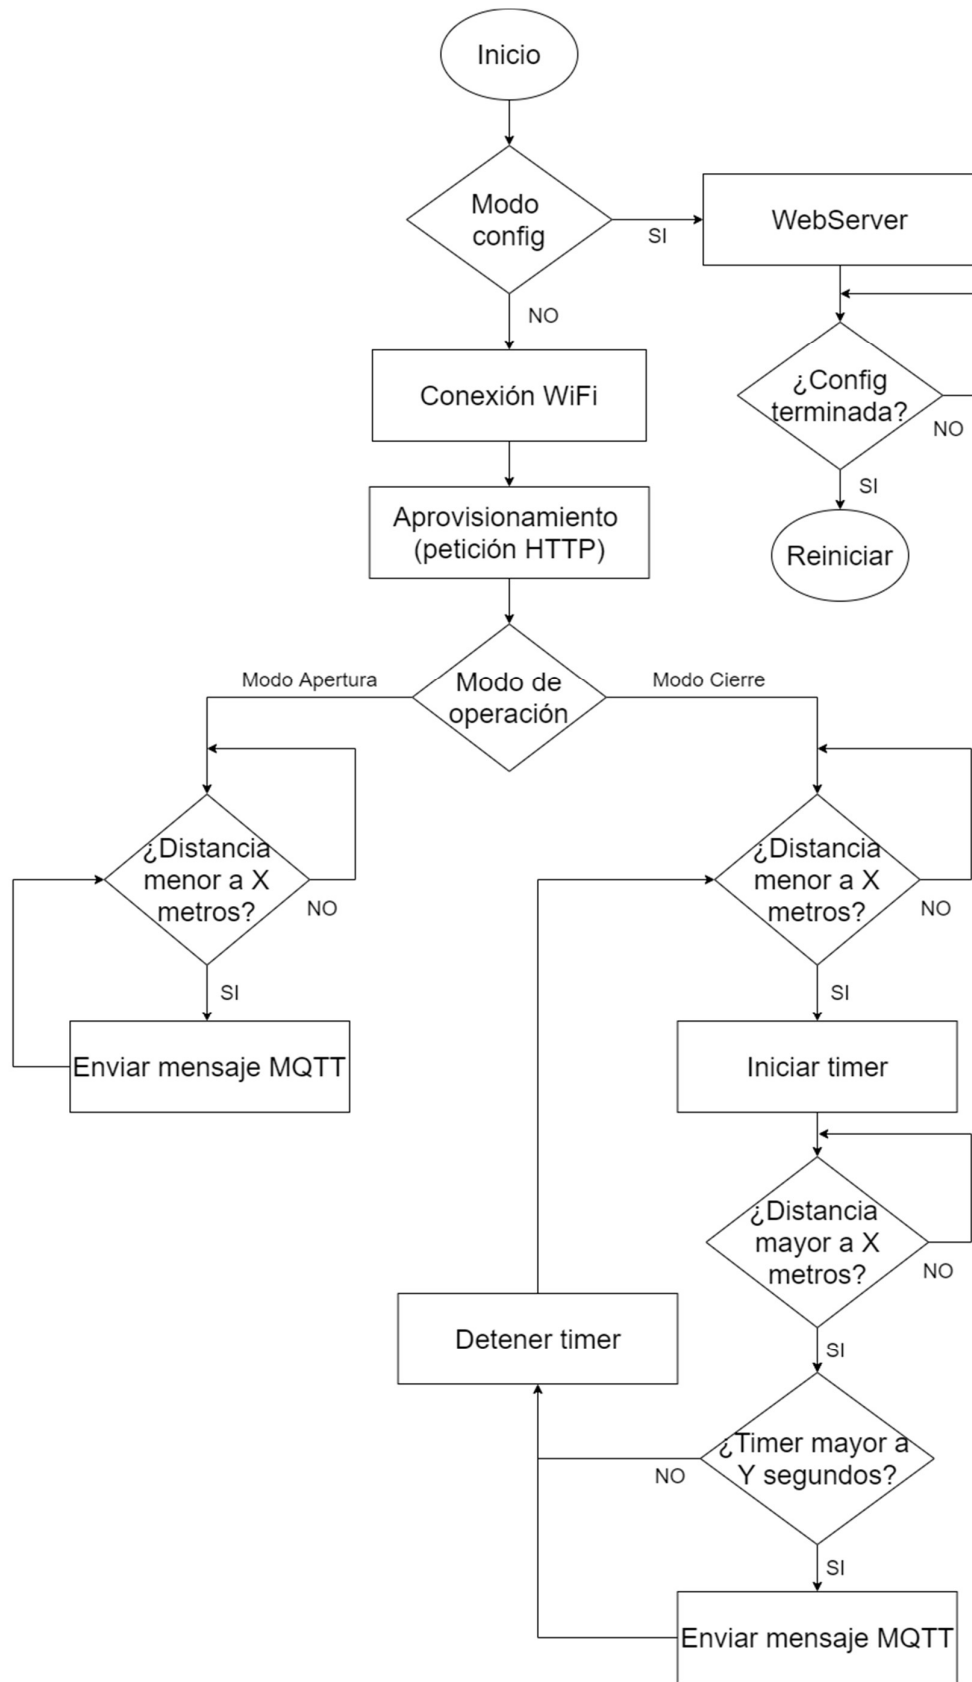 Inicio
Modo
config
SI
WebServer
NO
Conexión WiFi
¿Config
terminada?
NO
SI
Reiniciar
Aprovisionamiento
(petición HTTP)
Modo Apertura
Modo de
operación
Modo Cierre
¿Distancia
menor a X
metros?
NO
SI
Enviar mensaje MQTT
¿Distancia
menor a X
metros?
NO
SI
Iniciar timer
¿Distancia
mayor a X
metros?
NO
SI
Detener timer
¿Timer mayor a
Y segundos?
NO
SI
Enviar mensaje MQTT